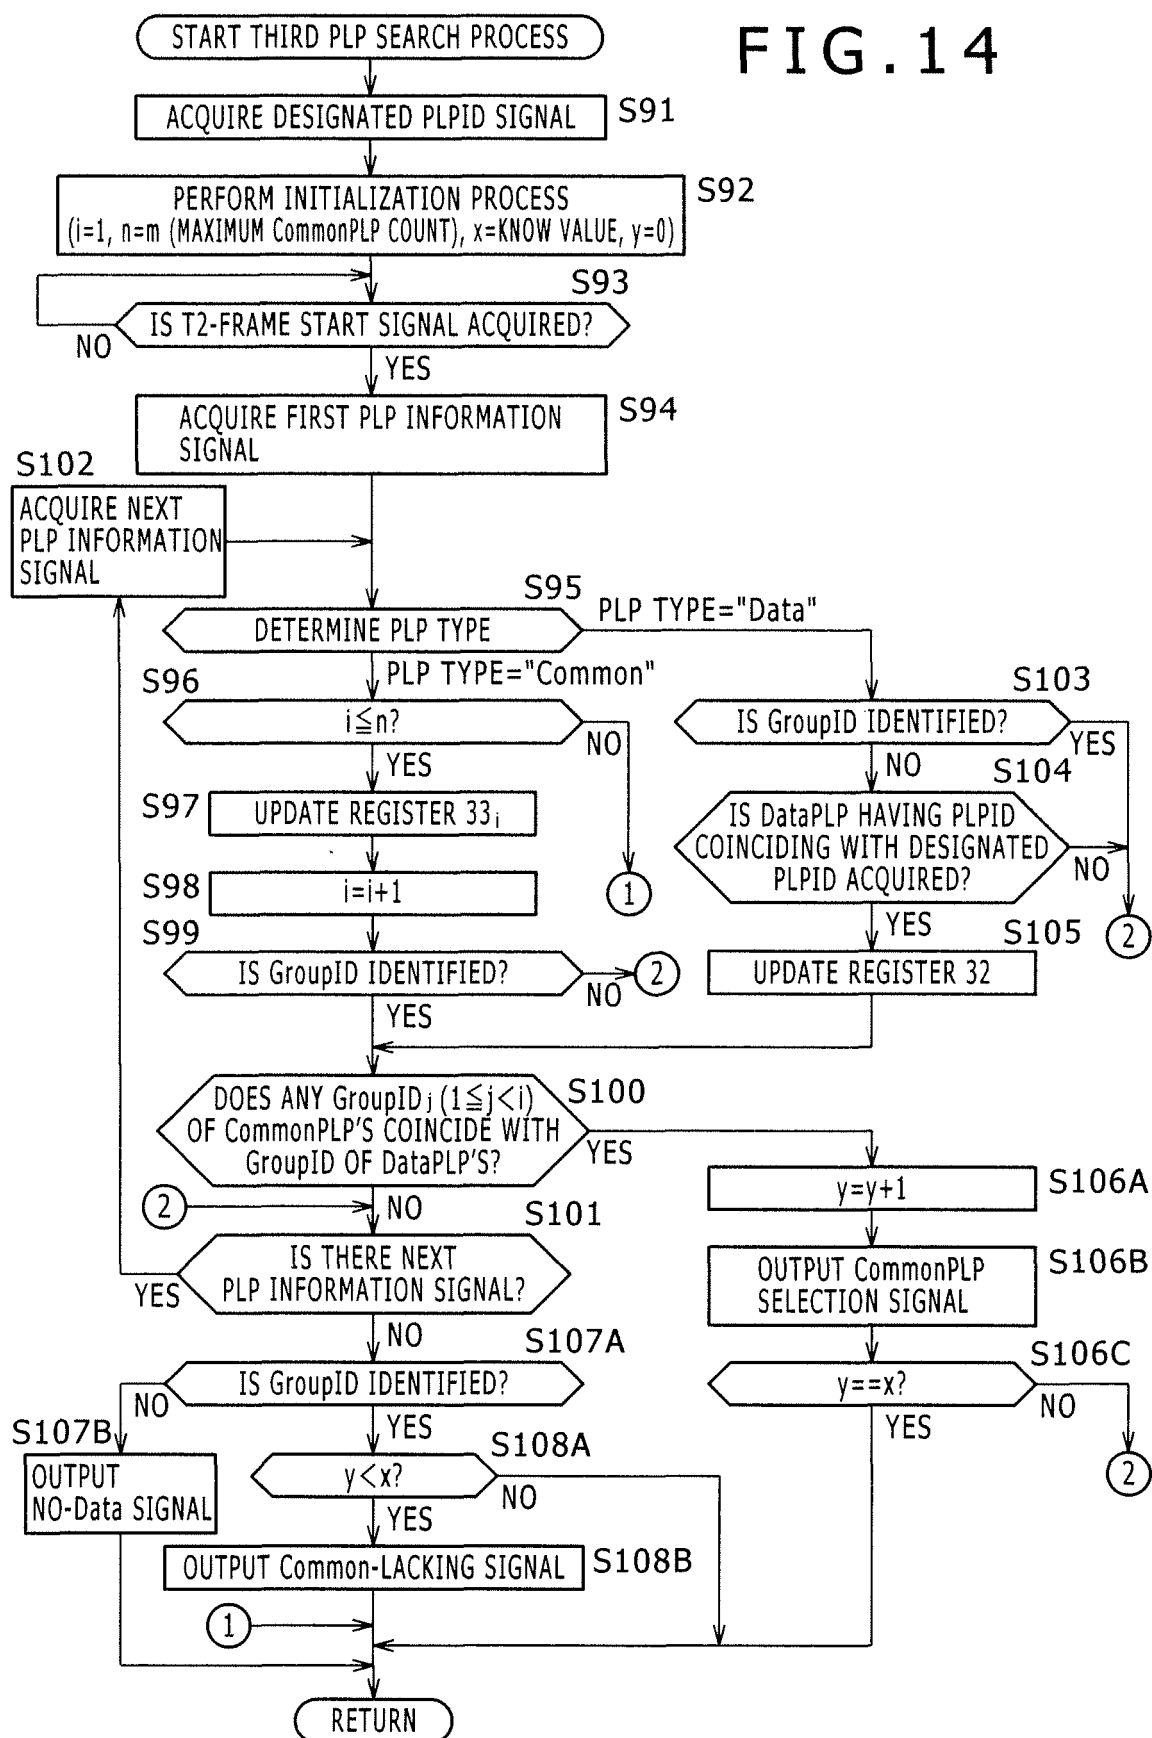 FIG.14
START THIRD PLP SEARCH PROCESS
ACQUIRE DESIGNATED PLPID SIGNAL
S91
PERFORM INITIALIZATION PROCESS
(i=1, n=m (MAXIMUM CommonPLP COUNT), x=KNOW VALUE, y=0)
S92
S93
IS T2-FRAME START SIGNAL ACQUIRED?
NO
YES
ACQUIRE FIRST PLP INFORMATION
SIGNAL
S94
S102
ACQUIRE NEXT
PLP INFORMATION
SIGNAL
S95
DETERMINE PLP TYPE
PLP TYPE="Data"
PLP TYPE="Common"
S96
i≦n?
NO
YES
S103
IS GroupID IDENTIFIED?
YES
NO
S97
UPDATE REGISTER 33i
S104
IS DataPLP HAVING PLPID
COINCIDING WITH DESIGNATED
PLPID ACQUIRED?
NO
YES
S98
i=i+1
1
S99
IS GroupID IDENTIFIED?
NO
2
YES
S105
UPDATE REGISTER 32
2
DOES ANY GroupIDj (1≦j<i)
OF CommonPLP'S COINCIDE WITH
GroupID OF DataPLP'S?
S100
YES
NO
2
S101
IS THERE NEXT
PLP INFORMATION SIGNAL?
YES
NO
y=y+1
S106A
OUTPUT CommonPLP
SELECTION SIGNAL
S106B
S107A
IS GroupID IDENTIFIED?
NO
YES
S106C
y==x?
NO
YES
2
S107B
OUTPUT
NO-Data SIGNAL
S108A
y<x?
NO
YES
OUTPUT Common-LACKING SIGNAL
S108B
1
RETURN